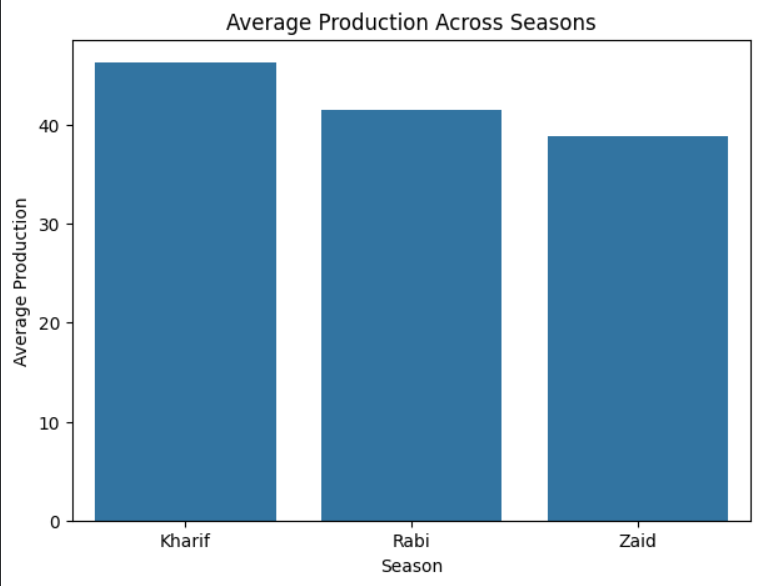 Average Production Across Seasons
Average Production
40
30
20
10
0
Kharif
Rabi
Zaid
Season